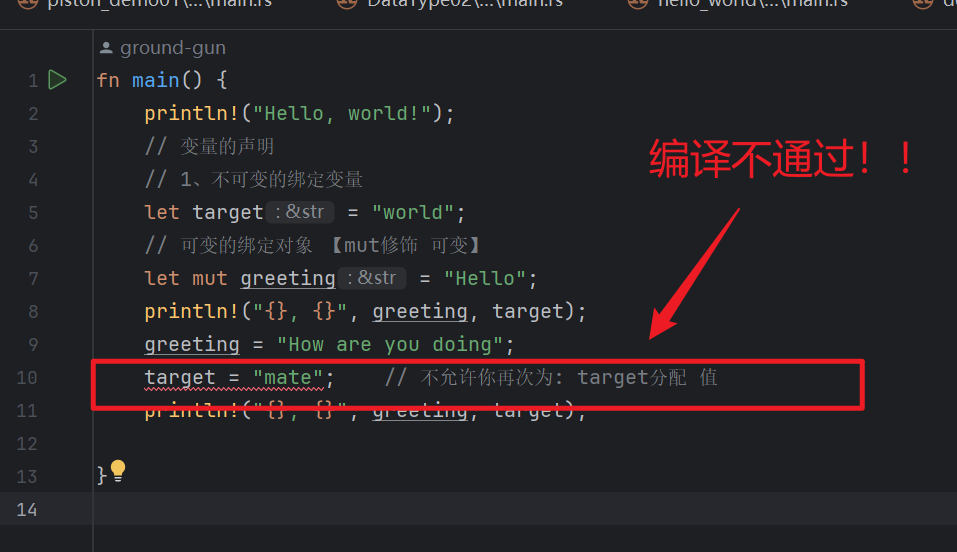 piston_demo01\...\main.rs DataType02\...\main.rs hello_world\...\main.rs
ground-gun
1 fn main() {
2 println!("Hello, world!");
3 // 变量的声明
4 // 1、不可变的绑定变量
5 let target : &str = "world";
6 // 可变的绑定对象 【mut修饰 可变】
7 let mut greeting : &str = "Hello";
8 println!("{}, {}", greeting, target);
9 greeting = "How are you doing";
10 target = "mate"; // 不允许你再次为: target分配 值
11 println!("{}, {}", greeting, target);
12
13 }
14
编译不通过！！